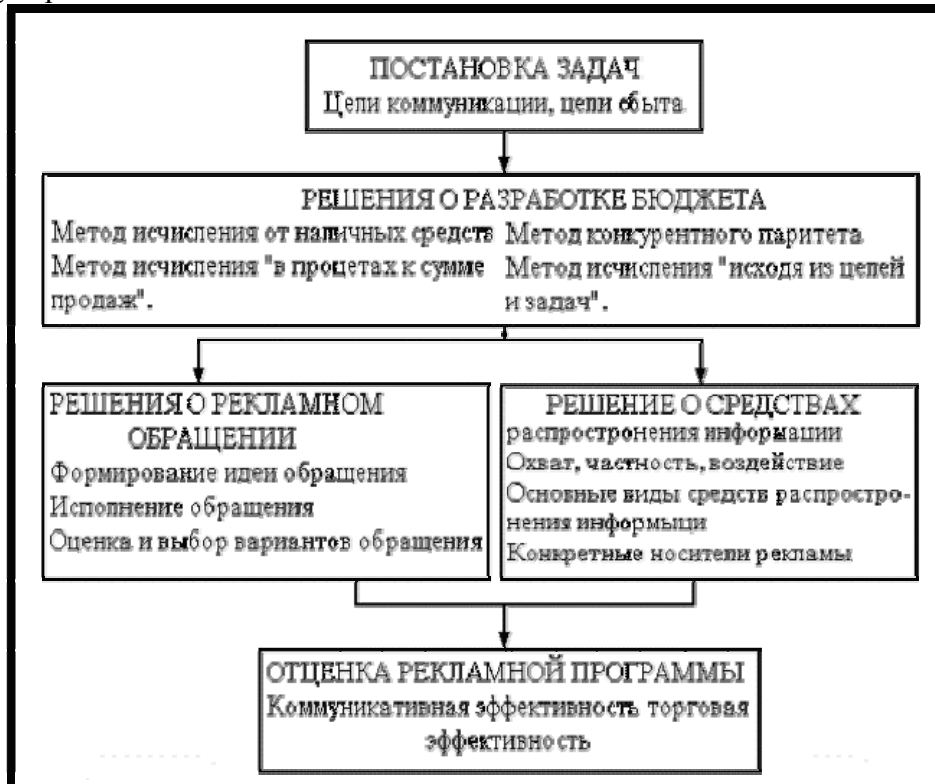 ПОСТАНОВКА ЗАДАЧ
Цели коммуникации, цели сбыта
РЕШЕНИЯ О РАЗРАБОТКЕ БЮДЖЕТА
Метод исчисления от наличных средств
Метод исчисления "в процетах к сумме
продаж".
Метод конкурентного паритета
Метод исчисления "исходя из целей
и задач".
РЕШЕНИЯ О РЕКЛАМНОМ
ОБРАЩЕНИИ
Формирование идеи обращения
Исполнение обращения
Оценка и выбор вариантов обращения
РЕШЕНИЕ О СРЕДСТВАХ
распростронения информации
Охват, частность, воздействие
Основные виды средств распростро-
нения информыци
Конкретные носители рекламы
ОТЦЕНКА РЕКЛАМНОЙ ПРОГРАММЫ
Коммуникативная эффективность торговая
эффективность